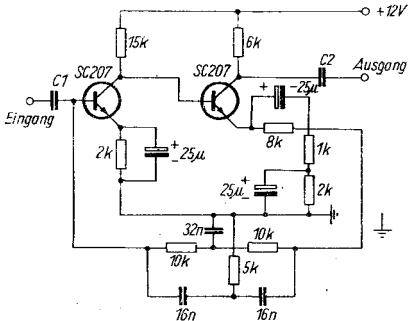 +12V
15k
6k
SC207
SC207
C2
Ausgang
C1
Eingang
+
-25µ
8k
1k
2k
+
-25µ
+
25µ
-
2k
32n
10k
10k
5k
16n
16n